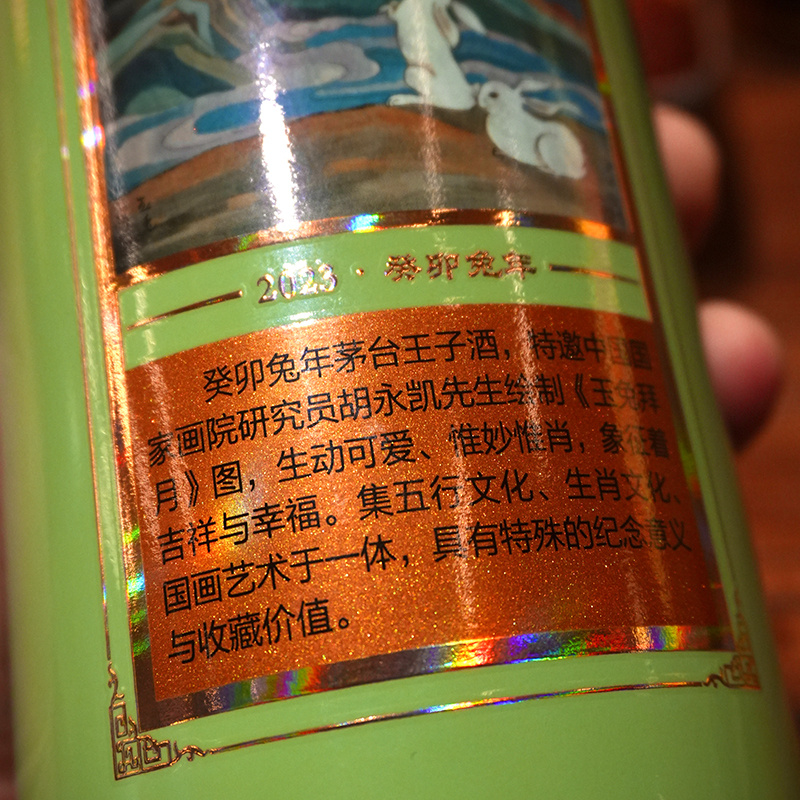 2023 · 癸卯兔年
癸卯兔年茅台王子酒，特邀中国国
家画院研究员胡永凯先生绘制《玉兔拜
月》图，生动可爱、惟妙惟肖，象征着
吉祥与幸福。集五行文化、生肖文化、
国画艺术于一体，具有特殊的纪念意义
与收藏价值。